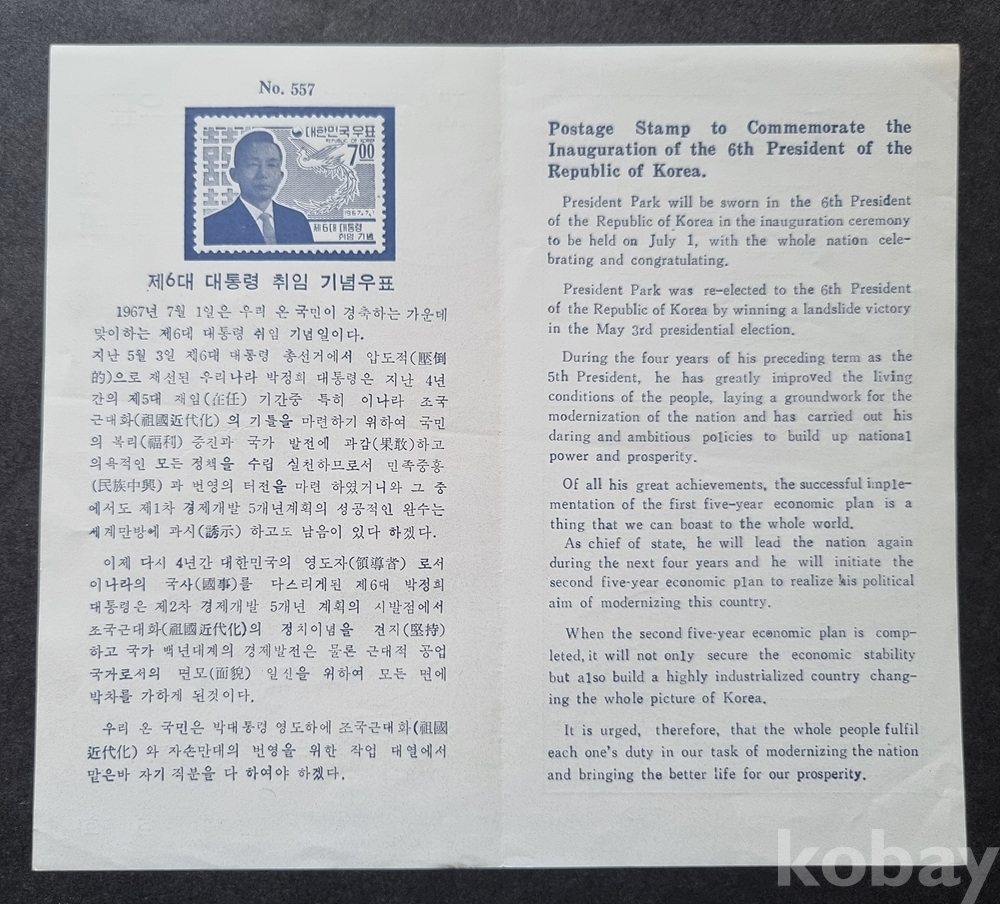 No. 557
대한민국우표
REPUBLIC OF KOREA
7 00
1967.7.1
제6대 대통령
취임 기념
제6대 대통령 취임 기념우표
1967년 7월 1일은 우리 온 국민이 경축하는 가운데
맞이하는 제6대 대통령 취임 기념일이다.
지난 5월 3일 제6대 대통령 총선거에서 압도적(壓倒
的)으로 재선된 우리나라 박정희 대통령은 지난 4년
간의 제5대 재임(在任) 기간중 특히 이나라 조국
근대화(祖國近代化)의 기틀을 마련하기 위하여 국민
의 복리(福利) 증진과 국가 발전에 과감(果敢)하고
의욕적인 모든 정책을 수립 실천하므로서 민족중흥
(民族中興)과 번영의 터전을 마련 하였거니와 그 중
에서도 제1차 경제개발 5개년계획의 성공적인 완수는
세계만방에 과시(誘示) 하고도 남음이 있다 하겠다.
이제 다시 4년간 대한민국의 영도자(領導者) 로서
이나라의 국사(國事)를 다스리게된 제6대 박정희
대통령은 제2차 경제개발 5개년 계획의 시발점에서
조국근대화(祖國近代化)의 정치이념을 견지(堅持)
하고 국가 백년대계의 경제발전은 물론 근대적 공업
국가로서의 면모(面貌) 일신을 위하여 모든 면에
박차를 가하게 된것이다.
우리 온 국민은 박대통령 영도하에 조국근대화(祖國
近代化) 와 자손만대의 번영을 위한 작업 대열에서
맡은바 자기 직분을 다 하여야 하겠다.
Postage Stamp to Commemorate the
Inauguration of the 6th President of the
Republic of Korea.
President Park will be sworn in the 6th President
of the Republic of Korea in the inauguration ceremony
to be held on July 1, with the whole nation cele-
brating and congratulating.
President Park was re-elected to the 6th President
of the Republic of Korea by winning a landslide victory
in the May 3rd presidential election.
During the four years of his preceding term as the
5th President, he has greatly improved the living
conditions of the people, laying a groundwork for the
modernization of the nation and has carried out his
daring and ambitious policies to build up national
power and prosperity.
Of all his great achievements, the successful imple-
mentation of the first five-year economic plan is a
thing that we can boast to the whole world.
As chief of state, he will lead the nation again
during the next four years and he will initiate the
second five-year economic plan to realize his political
aim of modernizing this country.
When the second five-year economic plan is comp-
leted, it will not only secure the economic stability
but also build a highly industrialized country chang-
ing the whole picture of Korea.
It is urged, therefore, that the whole people fulfil
each one's duty in our task of modernizing the nation
and bringing the better life for our prosperity.
kobay